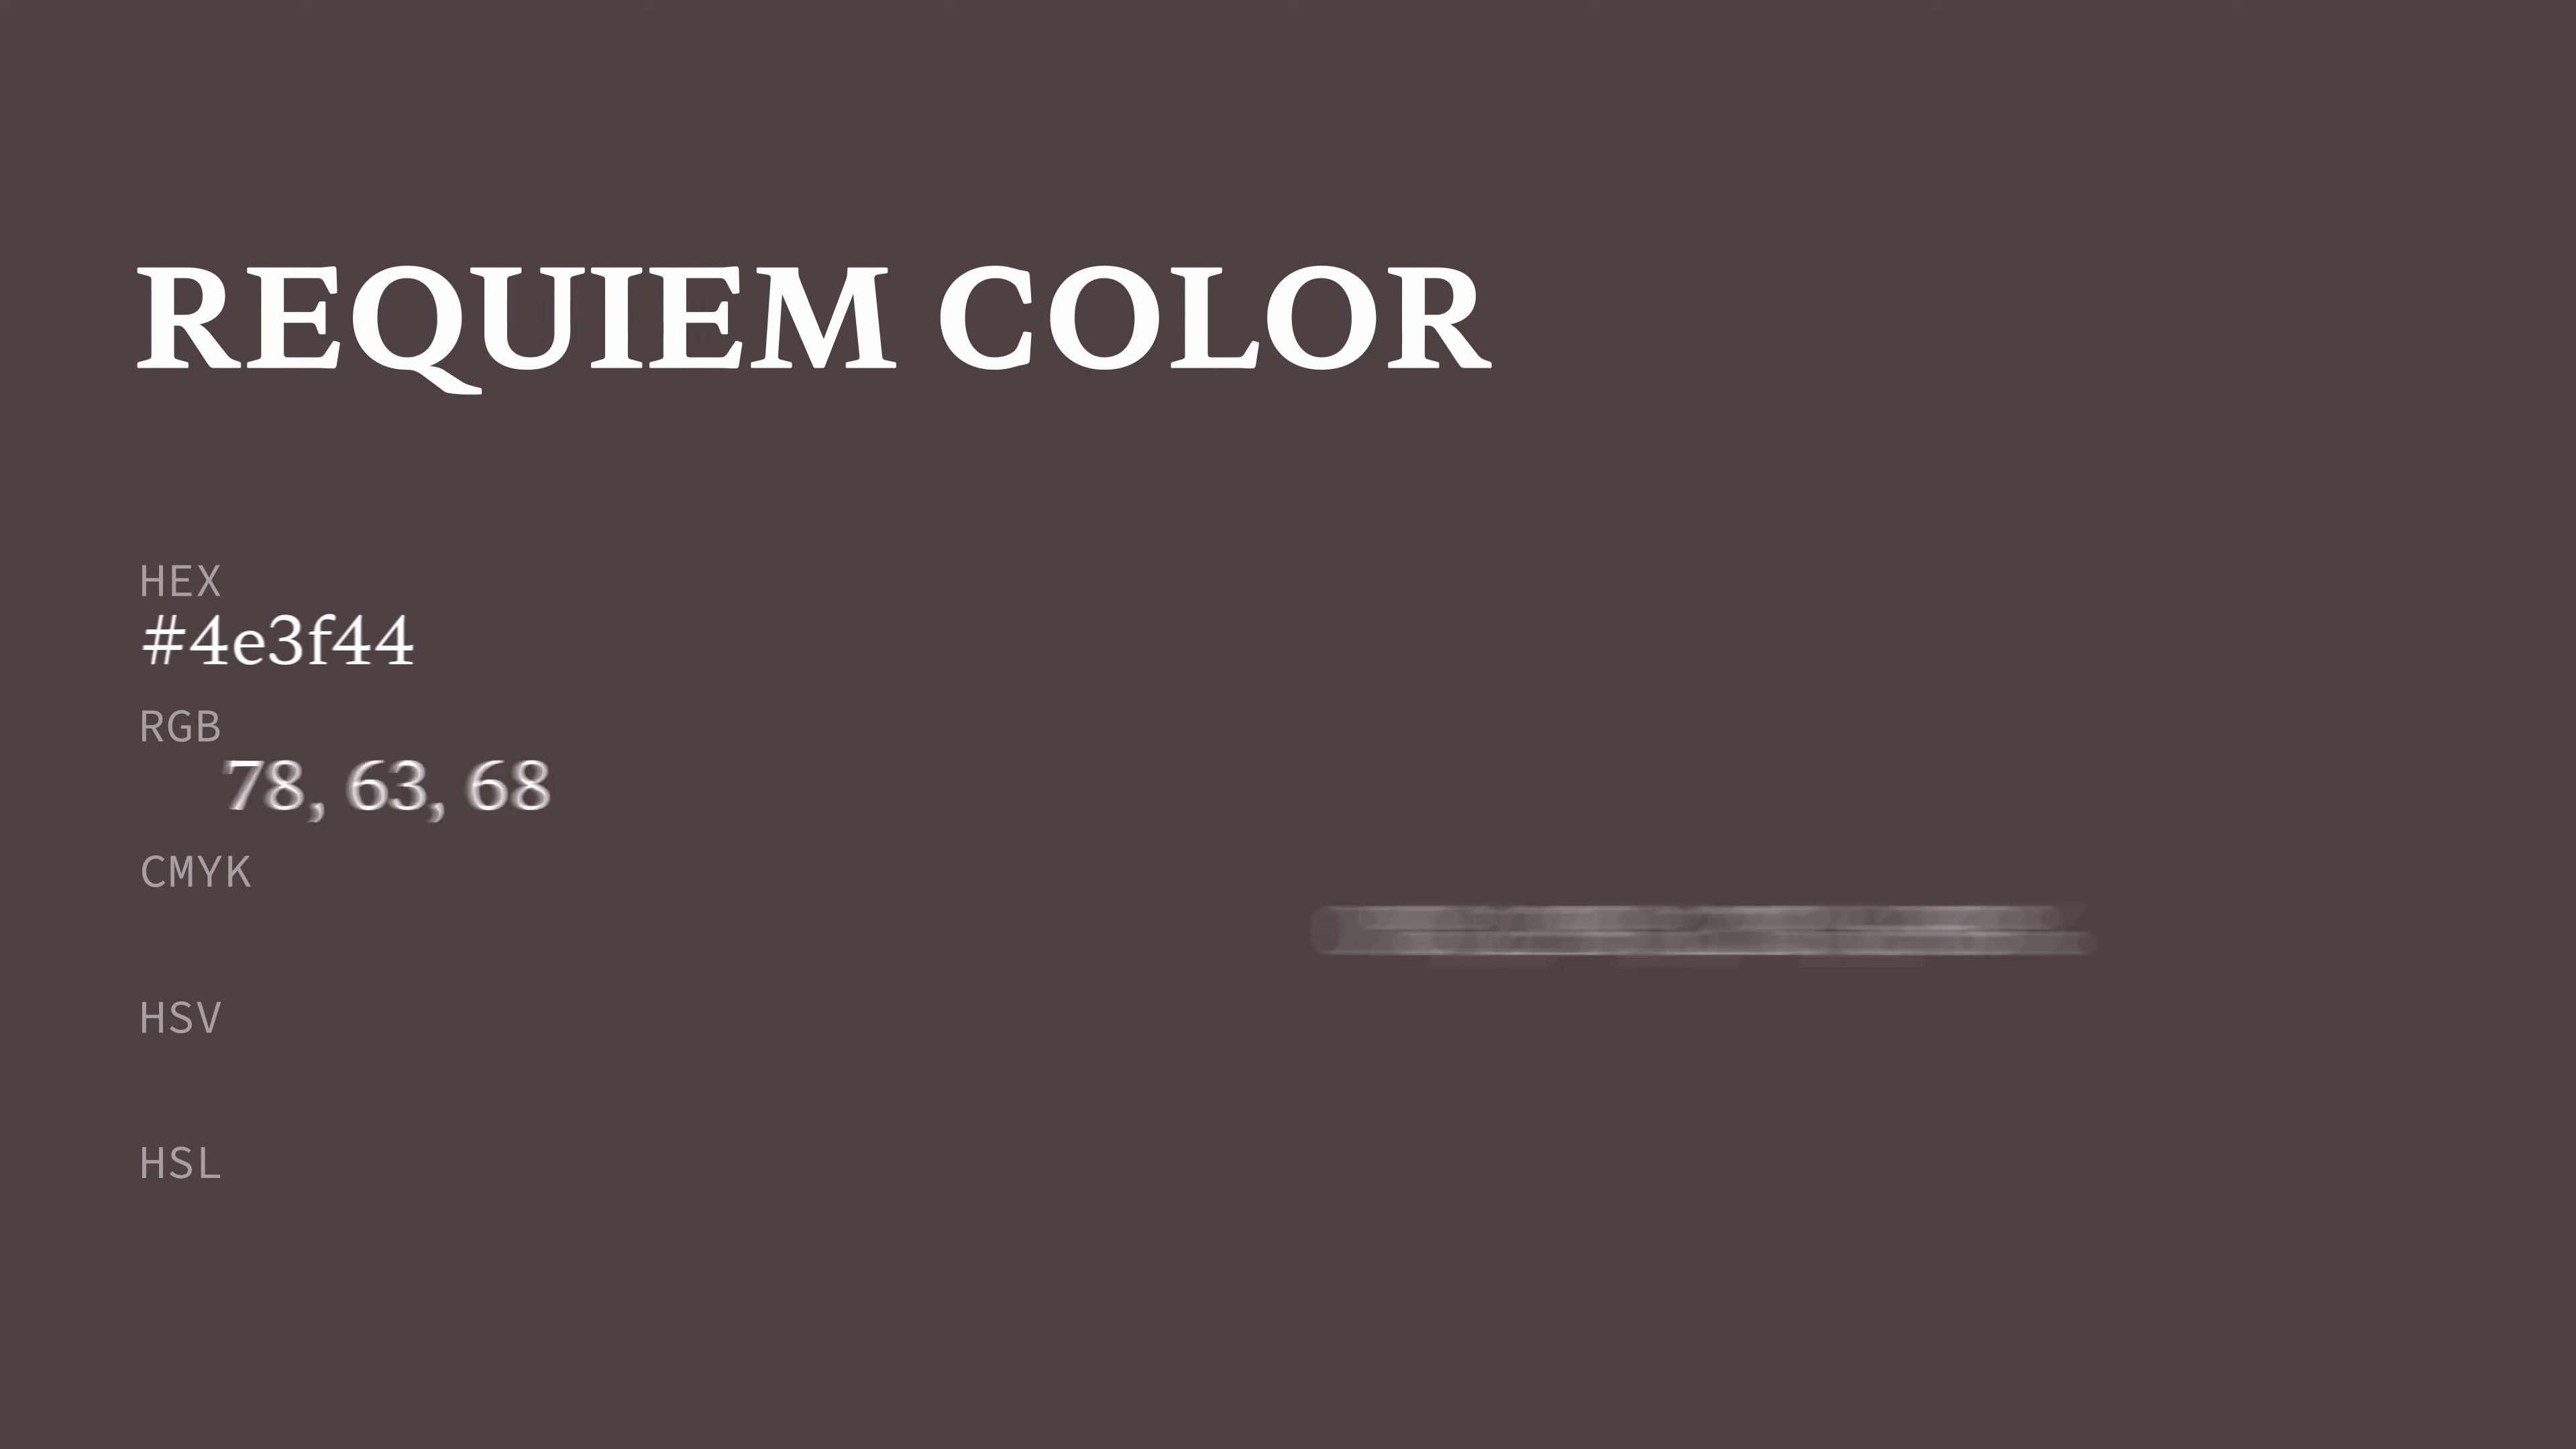 REQUIEM COLOR
HEX
#4e3f44
RGB
78, 63, 68
CMYK
HSV
HSL